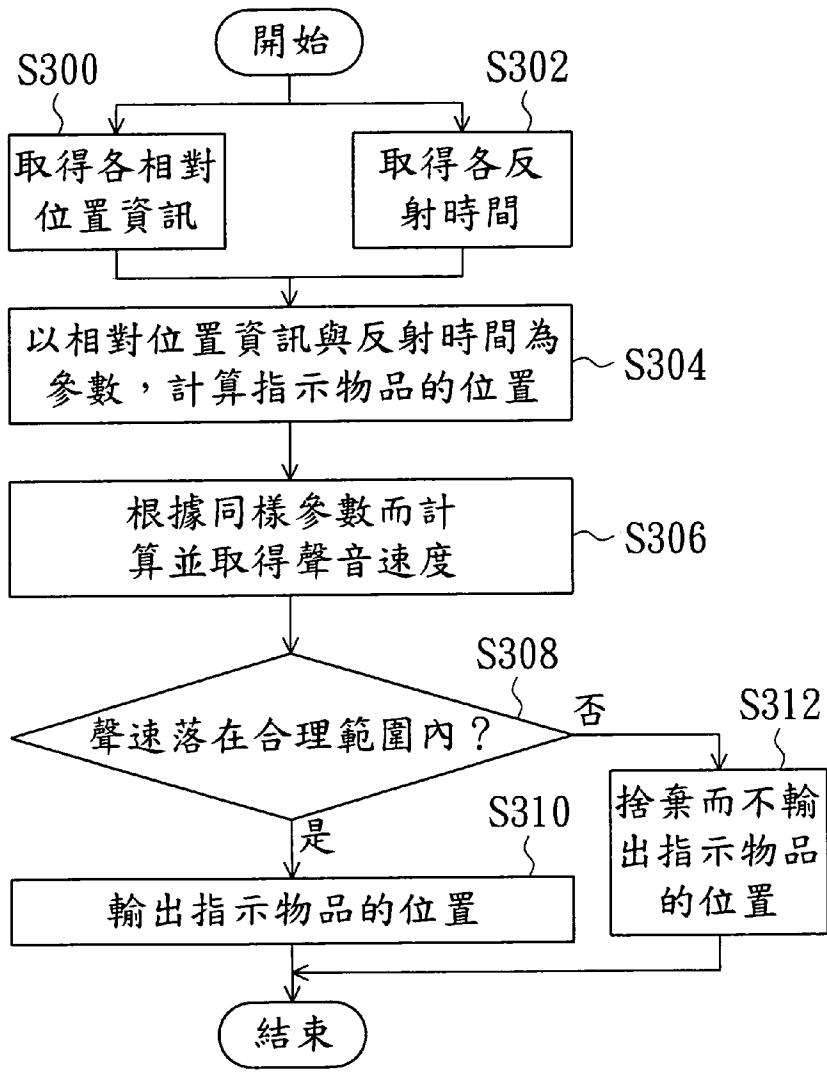 開始
S300
S302
取得各相對
位置資訊
取得各反
射時間
以相對位置資訊與反射時間為
參數，計算指示物品的位置
S304
根據同樣參數而計
算並取得聲音速度
S306
S308
聲速落在合理範圍內？
否
S312
是
S310
捨棄而不輸
出指示物品
的位置
輸出指示物品的位置
結束